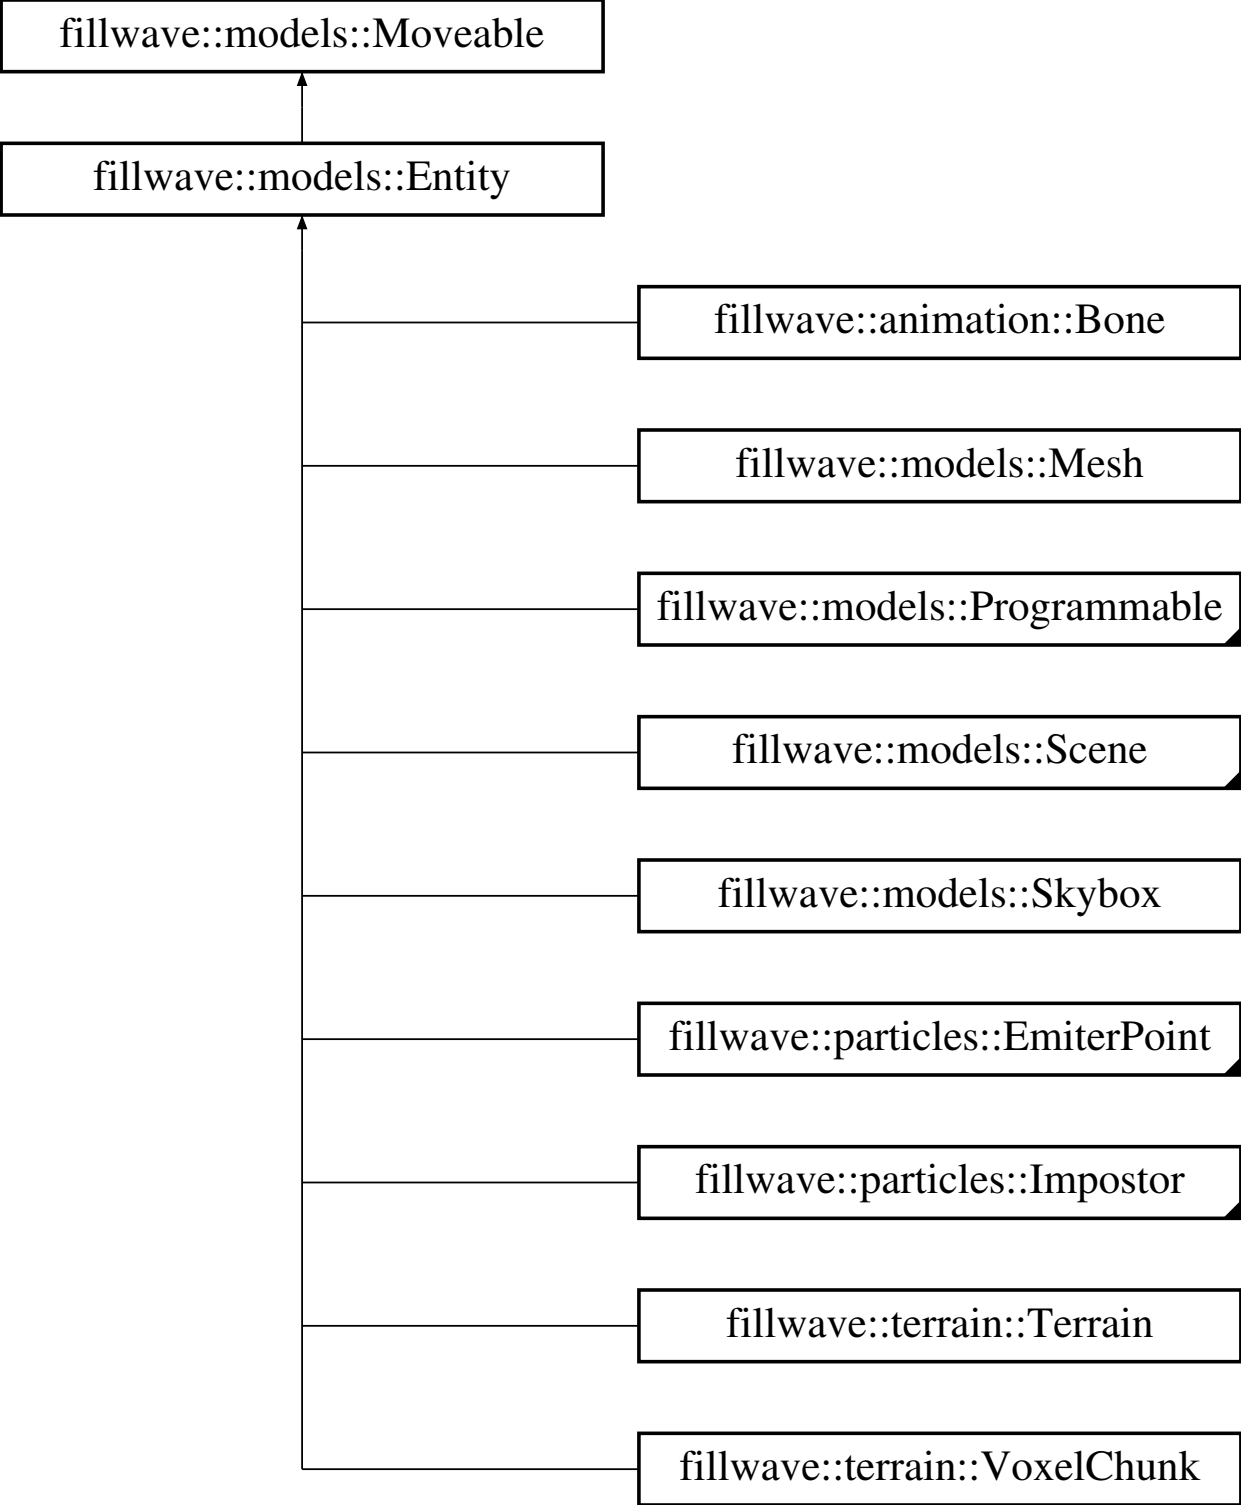 fillwave::models::Moveable
fillwave::models::Entity
fillwave::animation::Bone
fillwave::models::Mesh
fillwave::models::Programmable
fillwave::models::Scene
fillwave::models::Skybox
fillwave::particles::EmiterPoint
fillwave::particles::Impostor
fillwave::terrain::Terrain
fillwave::terrain::VoxelChunk